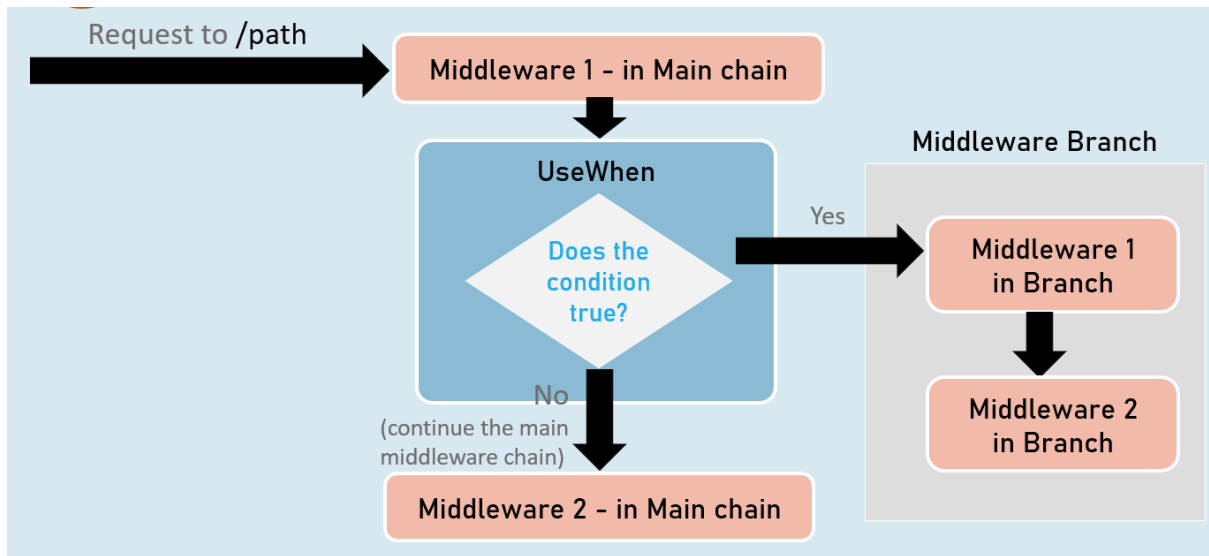 Request to /path
Middleware 1 - in Main chain
UseWhen
Does the
condition
true?
Yes
Middleware Branch
Middleware 1
in Branch
Middleware 2
in Branch
No
(continue the main
middleware chain)
Middleware 2 - in Main chain